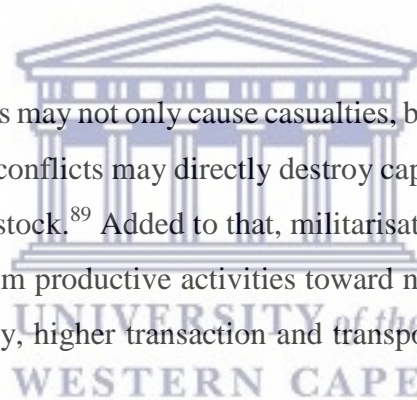 s may not only cause casualties, b
conflicts may directly destroy cap
stock.⁸⁹ Added to that, militarisat
m productive activities toward n
UNIVERSITY of the
y, higher transaction and transpo
WESTERN CAPE